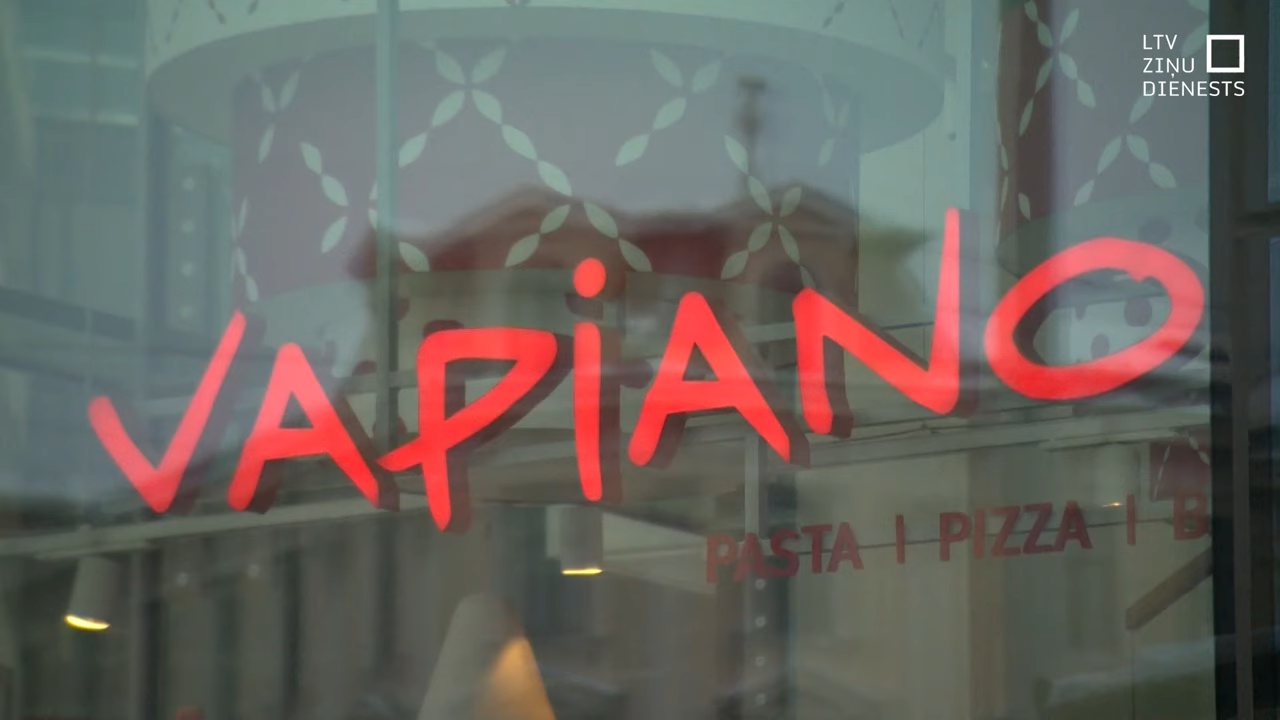 LTV
ZIŅU
DIENESTS
VAPiANO
PASTA | PIZZA | B